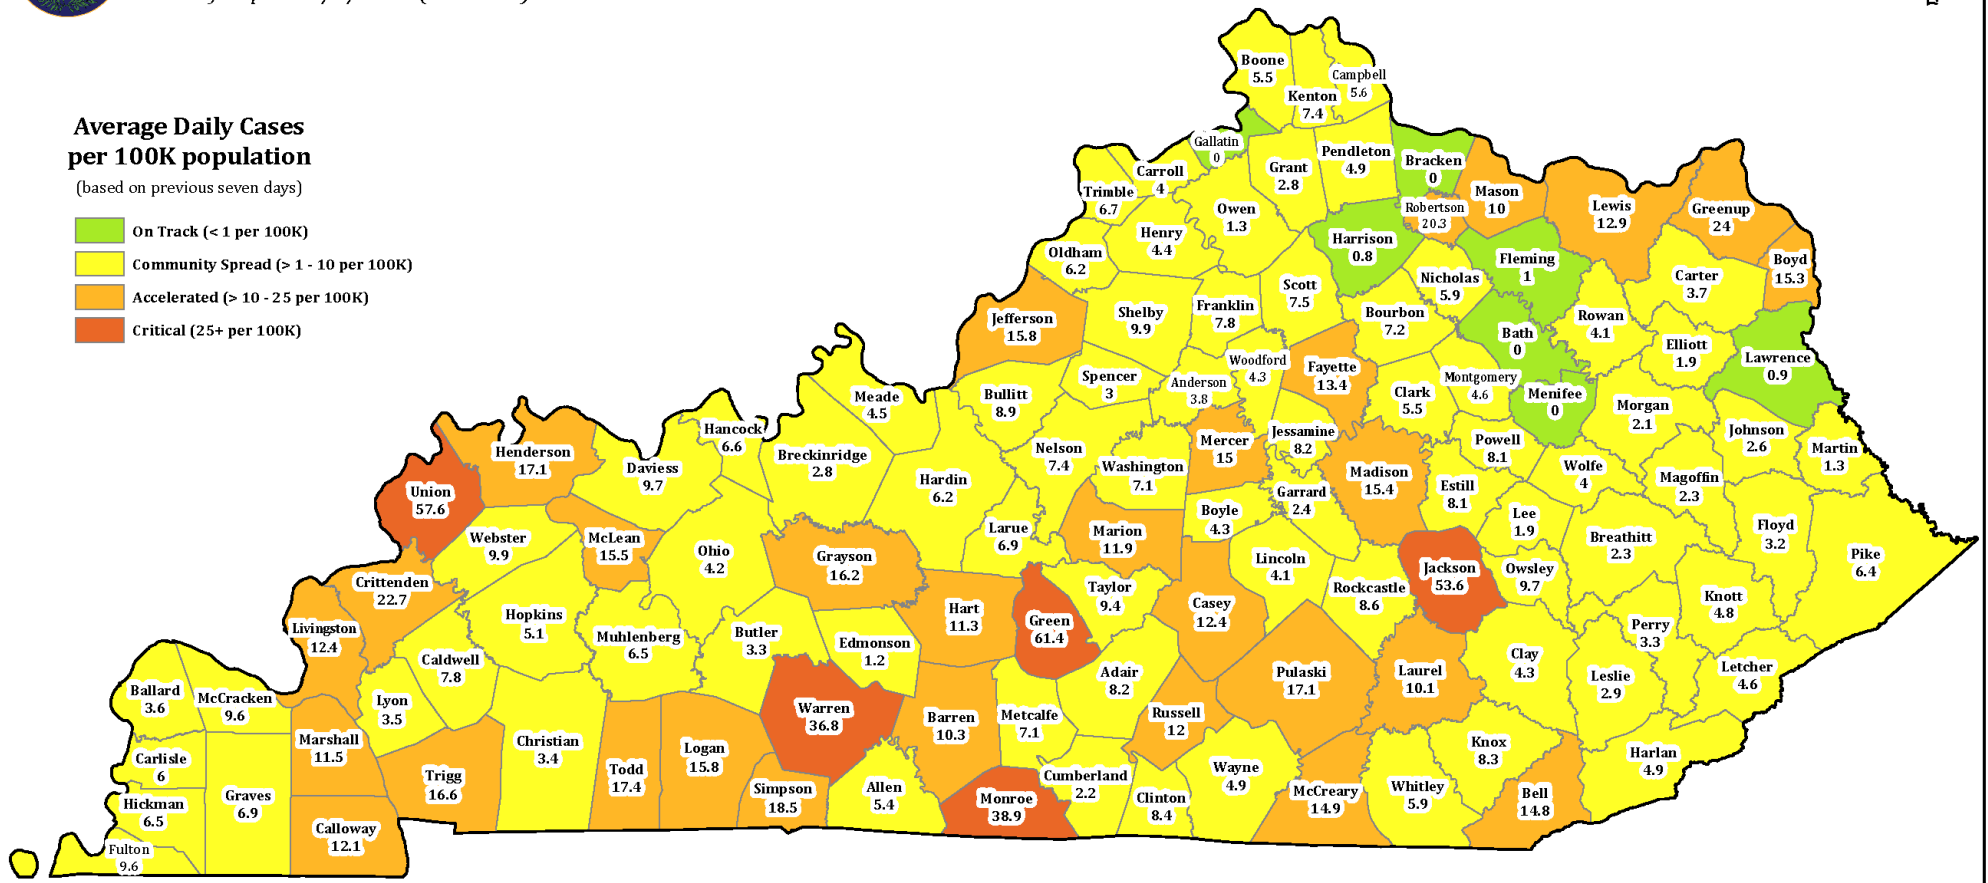 Average Daily Cases
per 100K population
(based on previous seven days)
On Track (< 1 per 100K)
Community Spread (> 1 - 10 per 100K)
Accelerated (> 10 - 25 per 100K)
Critical (25+ per 100K)
Boone
5.5
Kenton
7.4
Campbell
5.6
Gallatin
0
Carroll
4
Trimble
6.7
Grant
2.8
Pendleton
4.9
Bracken
0
Mason
10
Robertson
20.3
Lewis
12.9
Greenup
24
Boyd
15.3
Owen
1.3
Henry
4.4
Oldham
6.2
Harrison
0.8
Fleming
1
Nicholas
5.9
Carter
3.7
Scott
7.5
Franklin
7.8
Shelby
9.9
Jefferson
15.8
Bourbon
7.2
Bath
0
Rowan
4.1
Elliott
1.9
Lawrence
0.9
Woodford
4.3
Fayette
13.4
Spencer
3
Anderson
3.8
Montgomery
4.6
Clark
5.5
Menifee
0
Morgan
2.1
Bullitt
8.9
Meade
4.5
Hancock
6.6
Breckinridge
2.8
Johnson
2.6
Martin
1.3
Nelson
7.4
Washington
7.1
Mercer
15
Jessamine
8.2
Madison
15.4
Powell
8.1
Wolfe
4
Magoffin
2.3
Henderson
17.1
Daviess
9.7
Hardin
6.2
Union
57.6
Garrard
2.4
Estill
8.1
Boyle
4.3
Lee
1.9
Breathitt
2.3
Floyd
3.2
Pike
6.4
Webster
9.9
McLean
15.5
Ohio
4.2
Grayson
16.2
Larue
6.9
Marion
11.9
Lincoln
4.1
Rockcastle
8.6
Jackson
53.6
Owsley
9.7
Knott
4.8
Crittenden
22.7
Taylor
9.4
Casey
12.4
Hart
11.3
Green
61.4
Livingston
12.4
Hopkins
5.1
Muhlenberg
6.5
Butler
3.3
Edmonson
1.2
Perry
3.3
Caldwell
7.8
Adair
8.2
Pulaski
17.1
Laurel
10.1
Clay
4.3
Leslie
2.9
Letcher
4.6
Ballard
3.6
McCracken
9.6
Lyon
3.5
Warren
36.8
Barren
10.3
Metcalfe
7.1
Russell
12
Marshall
11.5
Christian
3.4
Logan
15.8
Knox
8.3
Harlan
4.9
Carlisle
6
Trigg
16.6
Todd
17.4
Simpson
18.5
Allen
5.4
Monroe
38.9
Cumberland
2.2
Clinton
8.4
Wayne
4.9
McCreary
14.9
Whitley
5.9
Bell
14.8
Hickman
6.5
Graves
6.9
Calloway
12.1
Fulton
9.6